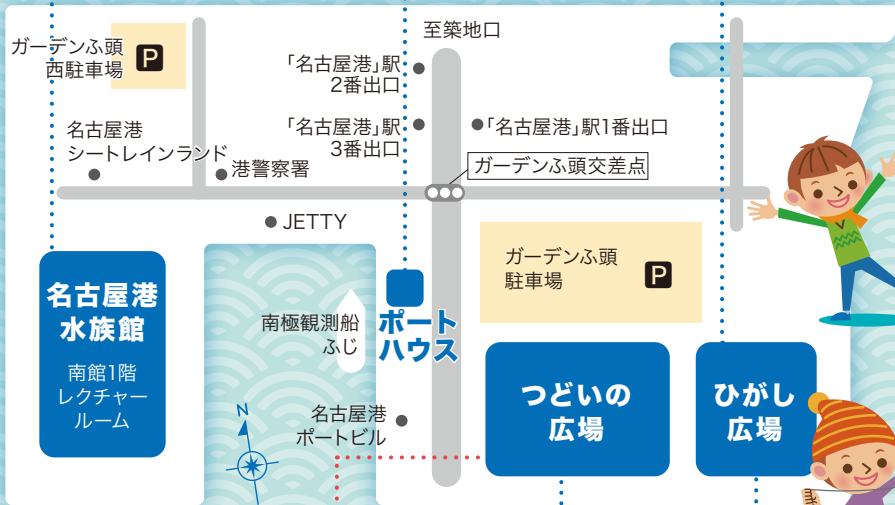 至築地口
ガーデンふ頭
西駐車場
P
「名古屋港」駅
2番出口
名古屋港
シートレインランド
「名古屋港」駅
3番出口
「名古屋港」駅1番出口
港警察署
ガーデンふ頭交差点
JETTY
ガーデンふ頭
駐車場
P
名古屋港
水族館
南館1階
レクチャー
ルーム
南極観測船
ふじ
ポート
ハウス
つどいの
広場
ひがし
広場
名古屋港
ポートビル
N